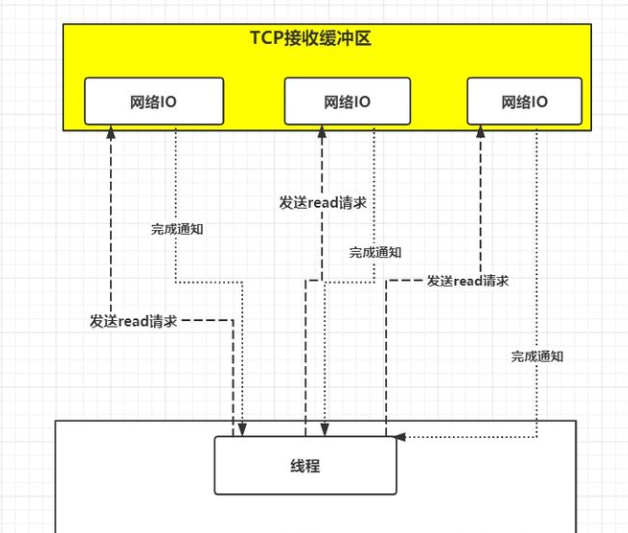 TCP接收缓冲区
网络IO
网络IO
网络IO
发送read请求
完成通知
完成通知
发送read请求
发送read请求
完成通知
线程